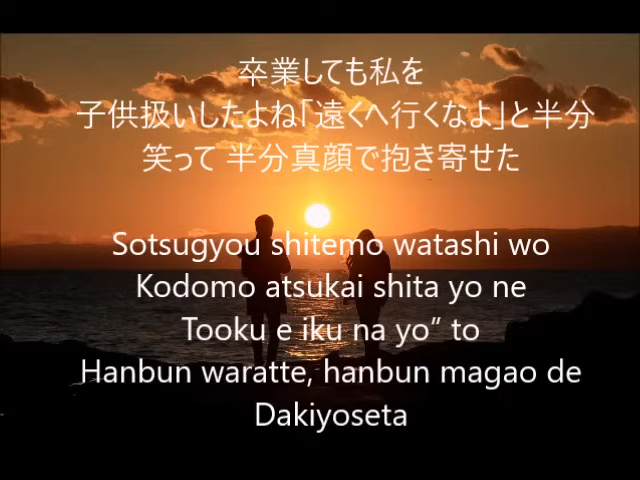 卒業しても私を
子供扱いしたよね「遠くへ行くなよ」と半分
笑って 半分真顔で抱き寄せた
Sotsugyou shitemo watashi wo
Kodomo atsukai shita yo ne
Tooku e iku na yo” to
Hanbun waratte, hanbun magao de
Dakiyoseta